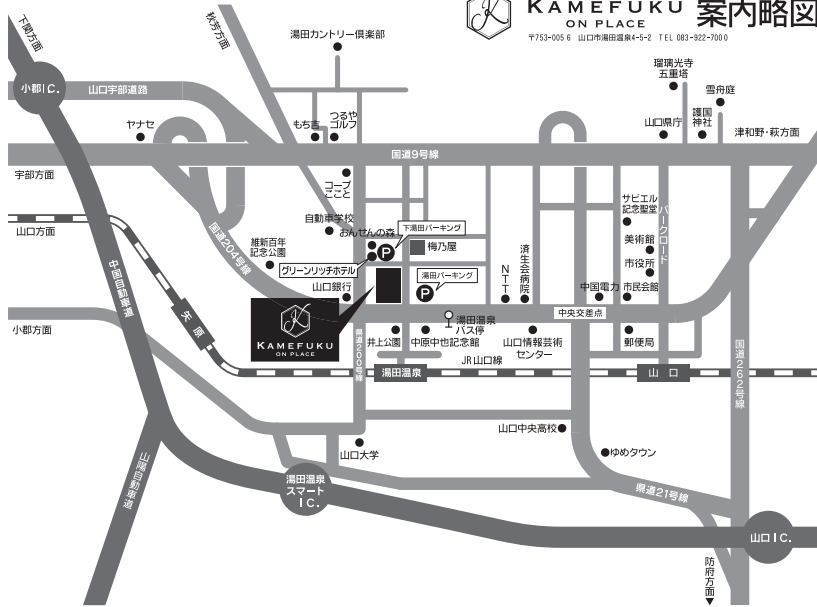 KAMEFUKU
ON PLACE
案内略図
〒753-0056 山口市湯田温泉4-5-2 TEL 083-922-7000
下関方面
秋芳方面
湯田カントリー倶楽部
瑠璃光寺
五重塔
雪舟庭
小郡IC.
山口宇部道路
ヤナセ
もち吉
つるや
ゴルフ
山口県庁
護国
神社
津和野・萩方面
国道9号線
宇部方面
コープ
ここと
サビエル
記念聖堂
パークロード
自動車学校
おんせんの森
下湯田パーキング
P
梅乃屋
美術館
市役所
山口方面
国道204号線
維新百年
記念公園
グリーンリッチホテル
湯田パーキング
P
NTT
済生会病院
中国電力
市民会館
山口銀行
中国自動車道
矢原
K
KAMEFUKU
ON PLACE
湯田温泉
バス停
中央交差点
小郡方面
県道200号線
井上公園
中原中也記念館
山口情報芸術
センター
郵便局
国道262号線
JR山口線
湯田温泉
山口
山口中央高校
山口大学
ゆめタウン
山陽自動車道
湯田温泉
スマート
IC.
県道21号線
山口IC.
防府方面